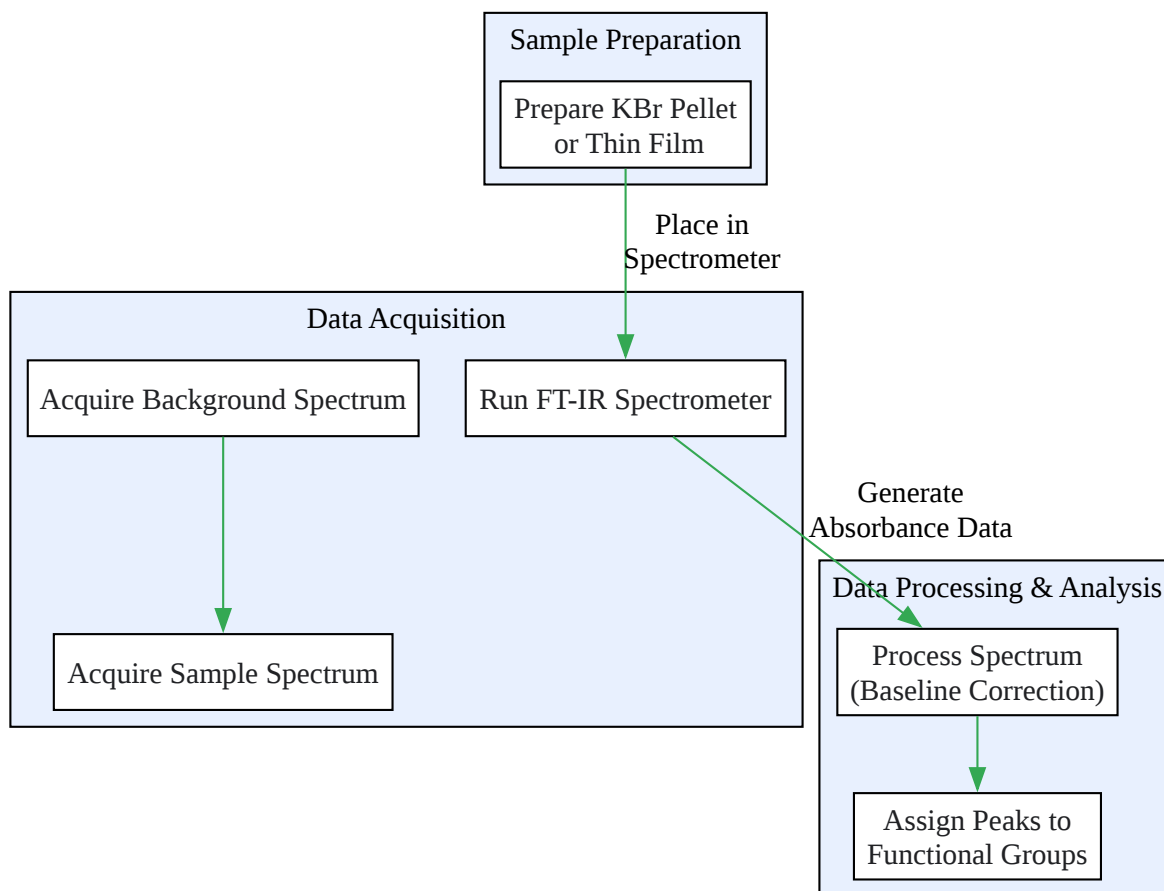 Sample Preparation
Prepare KBr Pellet
or Thin Film
Place in
Spectrometer
Data Acquisition
Acquire Background Spectrum
Run FT-IR Spectrometer
Generate
Absorbance Data
Data Processing & Analysis
Acquire Sample Spectrum
Process Spectrum
(Baseline Correction)
Assign Peaks to
Functional Groups